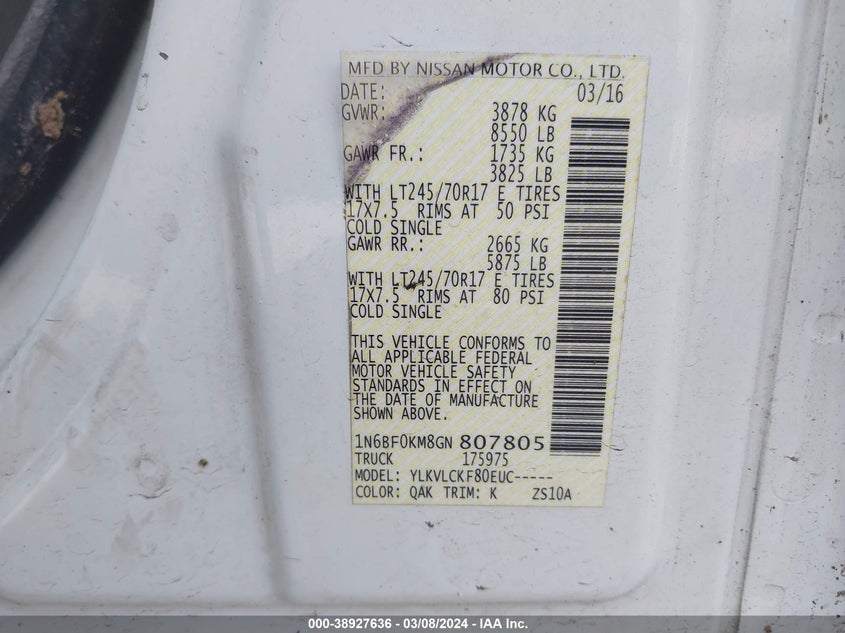 MFD BY NISSAN MOTOR CO., LTD.
DATE: 03/16
GVWR: 3878 KG
8550 LB
GAWR FR.: 1735 KG
3825 LB
WITH LT245/70R17 E TIRES
17X7.5 RIMS AT 50 PSI
COLD SINGLE
GAWR RR.: 2665 KG
5875 LB
WITH LT245/70R17 E TIRES
17X7.5 RIMS AT 80 PSI
COLD SINGLE
THIS VEHICLE CONFORMS TO
ALL APPLICABLE FEDERAL
MOTOR VEHICLE SAFETY
STANDARDS IN EFFECT ON
THE DATE OF MANUFACTURE
SHOWN ABOVE.
1N6BF0KM8GN 807805
TRUCK 175975
MODEL: YLKVLCKF80EUC-----
COLOR: QAK TRIM: K ZS10A
000-38927636 - 03/08/2024 - IAA Inc.